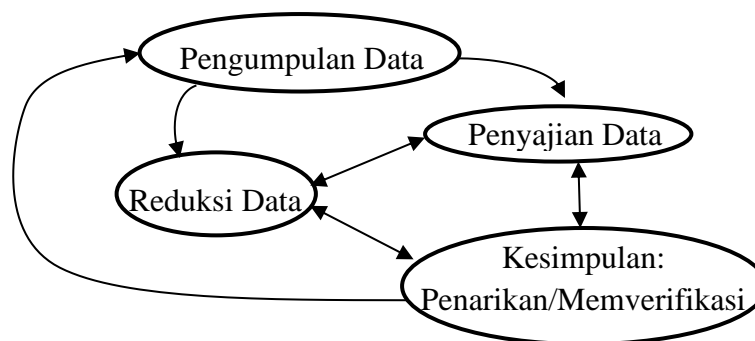 Pengumpulan Data
Penyajian Data
Reduksi Data
Kesimpulan:
Penarikan/Memverifikasi